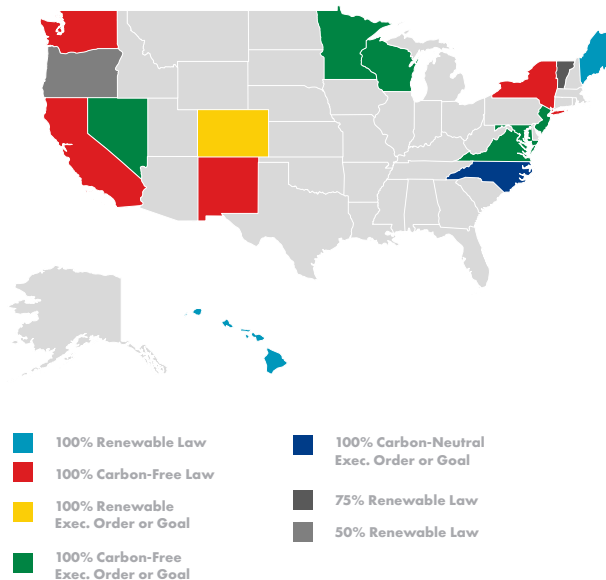 100% Renewable Law
100% Carbon-Free Law
100% Renewable
Exec. Order or Goal
100% Carbon-Free
Exec. Order or Goal
100% Carbon-Neutral
Exec. Order or Goal
75% Renewable Law
50% Renewable Law